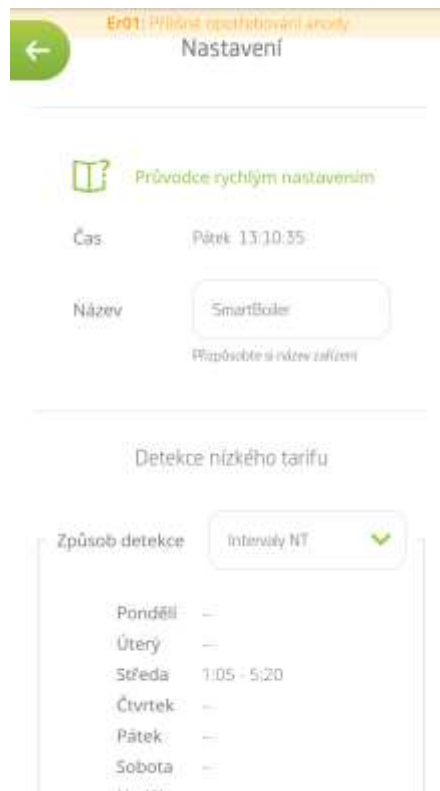 Er01: Přílišné opotřebování anody
Nastavení
Průvodce rychlým nastavením
Čas Pátek 13:10:35
Název SmartBoiler
Přizpůsobte si název zařízení
Detekce nízkého tarifu
Způsob detekce Intervaly NT
Pondělí --
Úterý --
Středa 1:05 - 5:20
Čtvrtek --
Pátek --
Sobota --